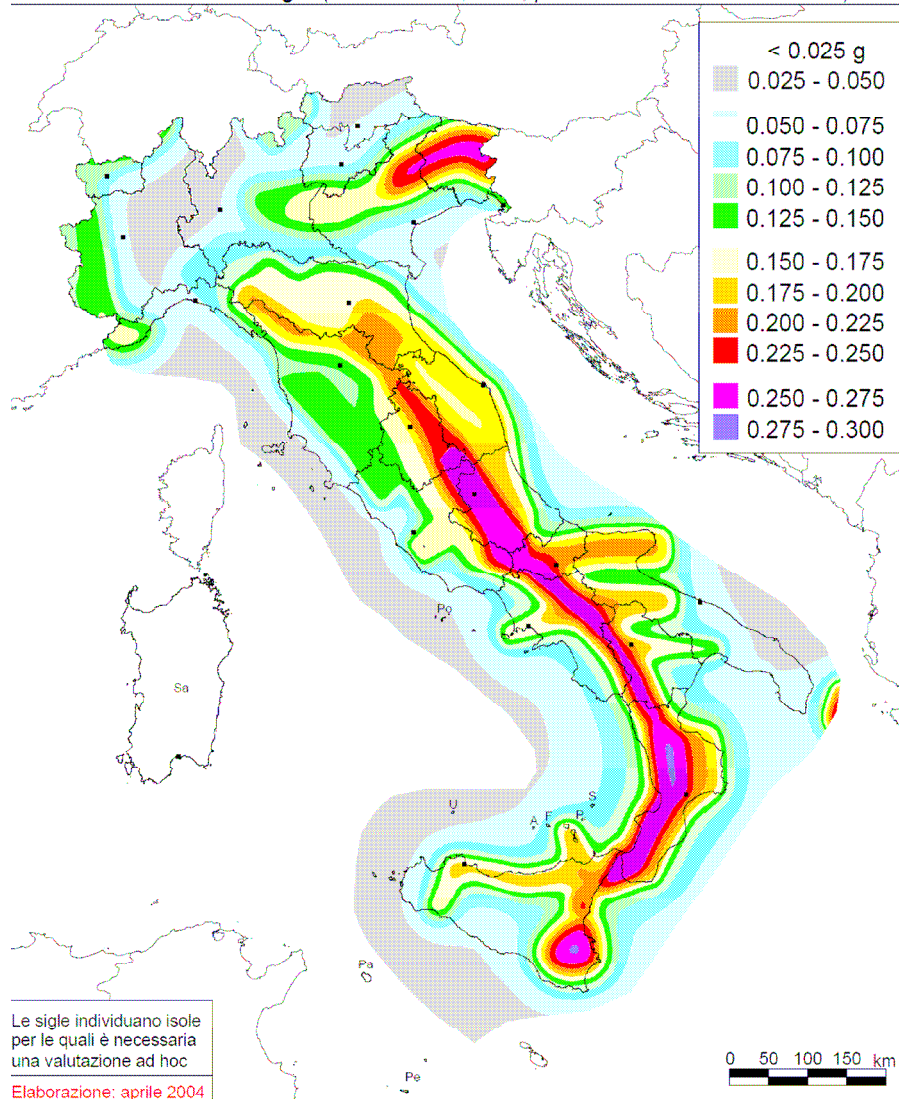 < 0.025 g
0.025 - 0.050
0.050 - 0.075
0.075 - 0.100
0.100 - 0.125
0.125 - 0.150
0.150 - 0.175
0.175 - 0.200
0.200 - 0.225
0.225 - 0.250
0.250 - 0.275
0.275 - 0.300
Po
Sa
U
A
F
P
S
Pa
Pe
Le sigle individuano isole
per le quali è necessaria
una valutazione ad hoc
Elaborazione: aprile 2004
0 50 100 150 km